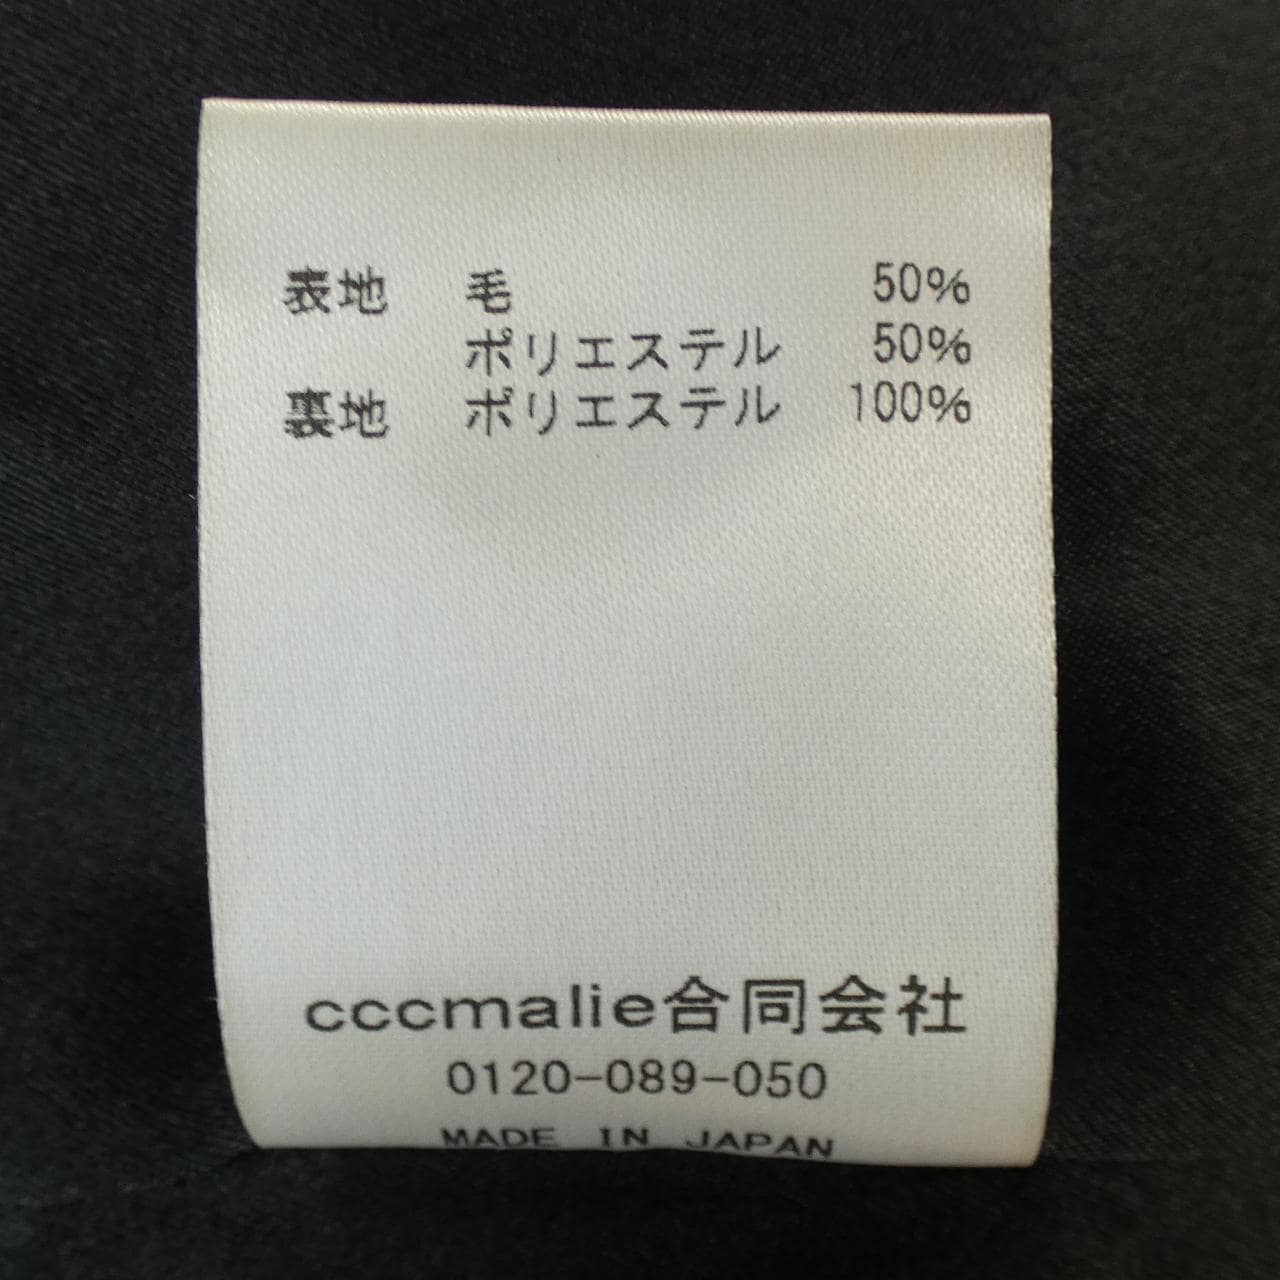 表地 毛 50%
ポリエステル 50%
裏地 ポリエステル 100%
cccmalie合同会社
0120-089-050
MADE IN JAPAN